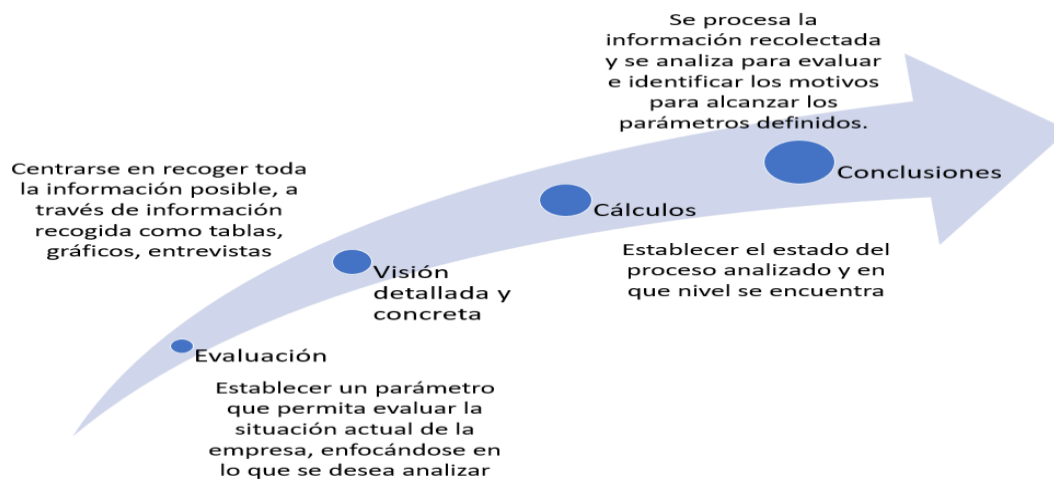 Se procesa la
información recolectada
y se analiza para evaluar
e identificar los motivos
para alcanzar los
parámetros definidos.
Conclusiones
Centrarse en recoger toda
la información posible, a
través de información
recogida como tablas,
gráficos, entrevistas
Cálculos
Establecer el estado del
proceso analizado y en
que nivel se encuentra
Visión
detallada y
concreta
Evaluación
Establecer un parámetro
que permita evaluar la
situación actual de la
empresa, enfocándose en
lo que se desea analizar